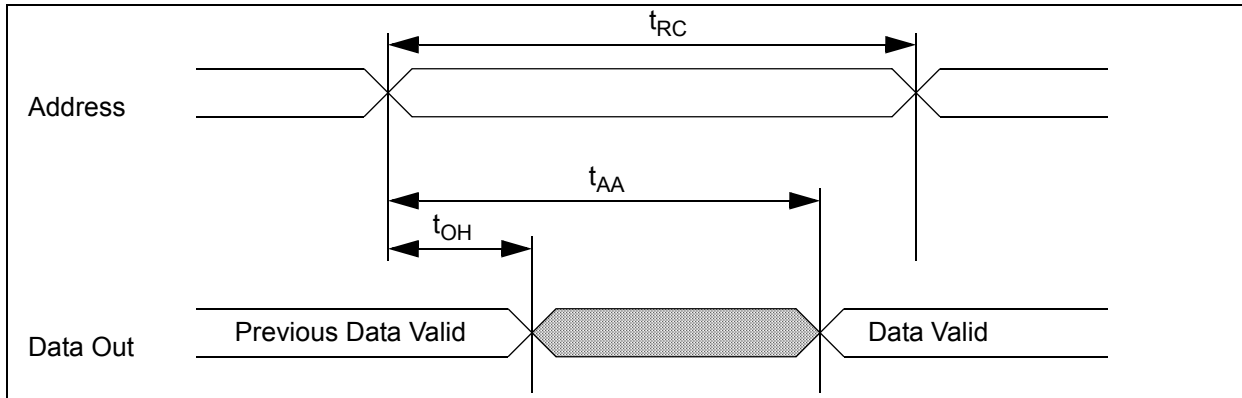 tRC
Address
tAA
tOH
Previous Data Valid
Data Valid
Data Out